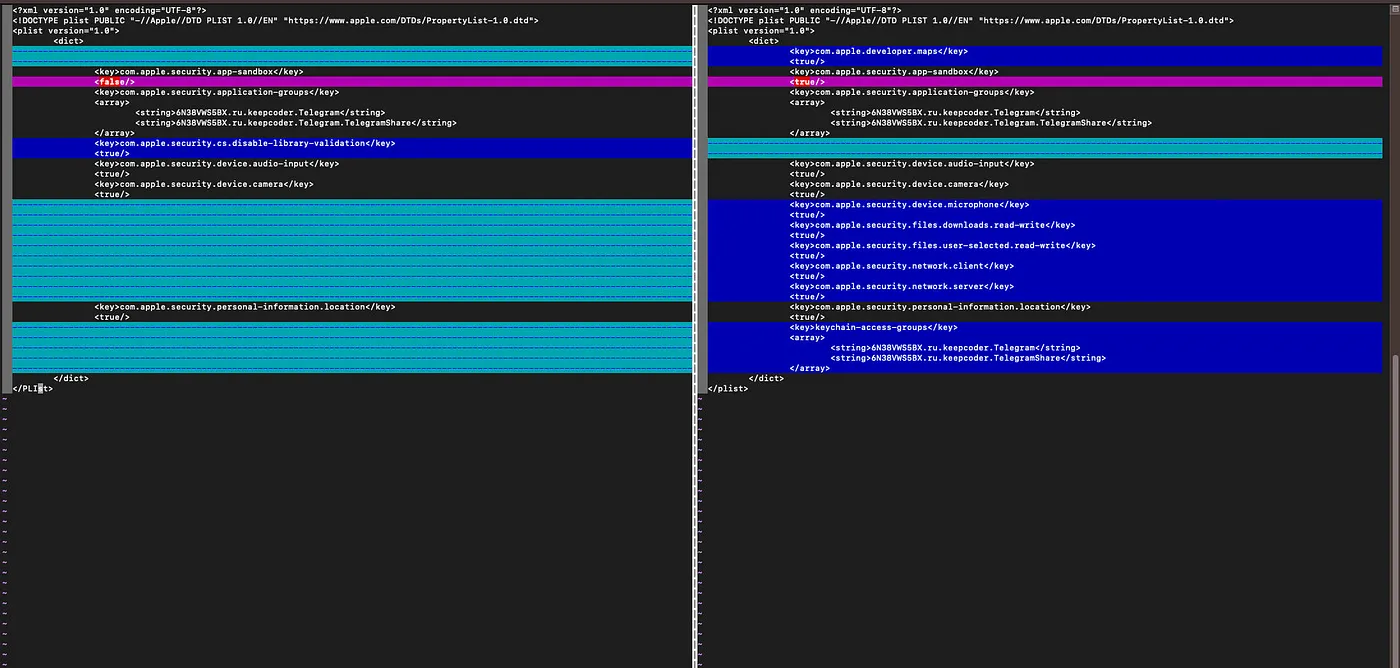 <?xml version="1.0" encoding="UTF-8"?>
<!DOCTYPE plist PUBLIC "-//Apple//DTD PLIST 1.0//EN" "https://www.apple.com/DTDs/PropertyList-1.0.dtd">
<plist version="1.0">
<dict>
<key>com.apple.security.app-sandbox</key>
<false/>
<key>com.apple.security.application-groups</key>
<array>
<string>6N38VWS5BX.ru.keepcoder.Telegram</string>
<string>6N38VWS5BX.ru.keepcoder.Telegram.TelegramShare</string>
</array>
<key>com.apple.security.cs.disable-library-validation</key>
<true/>
<key>com.apple.security.device.audio-input</key>
<true/>
<key>com.apple.security.device.camera</key>
<true/>
<key>com.apple.security.personal-information.location</key>
<true/>
</dict>
</PLIst>
<?xml version="1.0" encoding="UTF-8"?>
<!DOCTYPE plist PUBLIC "-//Apple//DTD PLIST 1.0//EN" "https://www.apple.com/DTDs/PropertyList-1.0.dtd">
<plist version="1.0">
<dict>
<key>com.apple.developer.maps</key>
<true/>
<key>com.apple.security.app-sandbox</key>
<true/>
<key>com.apple.security.application-groups</key>
<array>
<string>6N38VWS5BX.ru.keepcoder.Telegram</string>
<string>6N38VWS5BX.ru.keepcoder.Telegram.TelegramShare</string>
</array>
<key>com.apple.security.device.audio-input</key>
<true/>
<key>com.apple.security.device.camera</key>
<true/>
<key>com.apple.security.device.microphone</key>
<true/>
<key>com.apple.security.files.downloads.read-write</key>
<true/>
<key>com.apple.security.files.user-selected.read-write</key>
<true/>
<key>com.apple.security.network.client</key>
<true/>
<key>com.apple.security.network.server</key>
<true/>
<key>com.apple.security.personal-information.location</key>
<true/>
<key>keychain-access-groups</key>
<array>
<string>6N38VWS5BX.ru.keepcoder.Telegram</string>
<string>6N38VWS5BX.ru.keepcoder.TelegramShare</string>
</array>
</dict>
</plist>